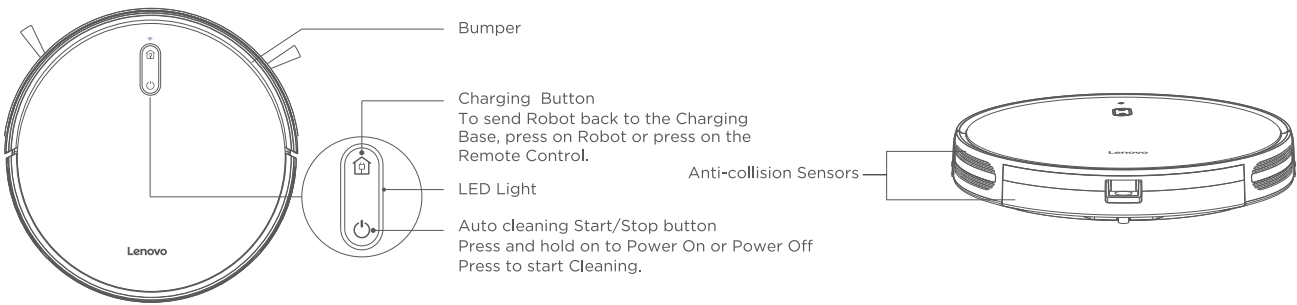 Bumper
Charging Button
To send Robot back to the Charging
Base, press on Robot or press on the
Remote Control.
LED Light
Auto cleaning Start/Stop button
Press and hold on to Power On or Power Off
Press to start Cleaning.
Lenovo
Anti-collision Sensors
Lenovo